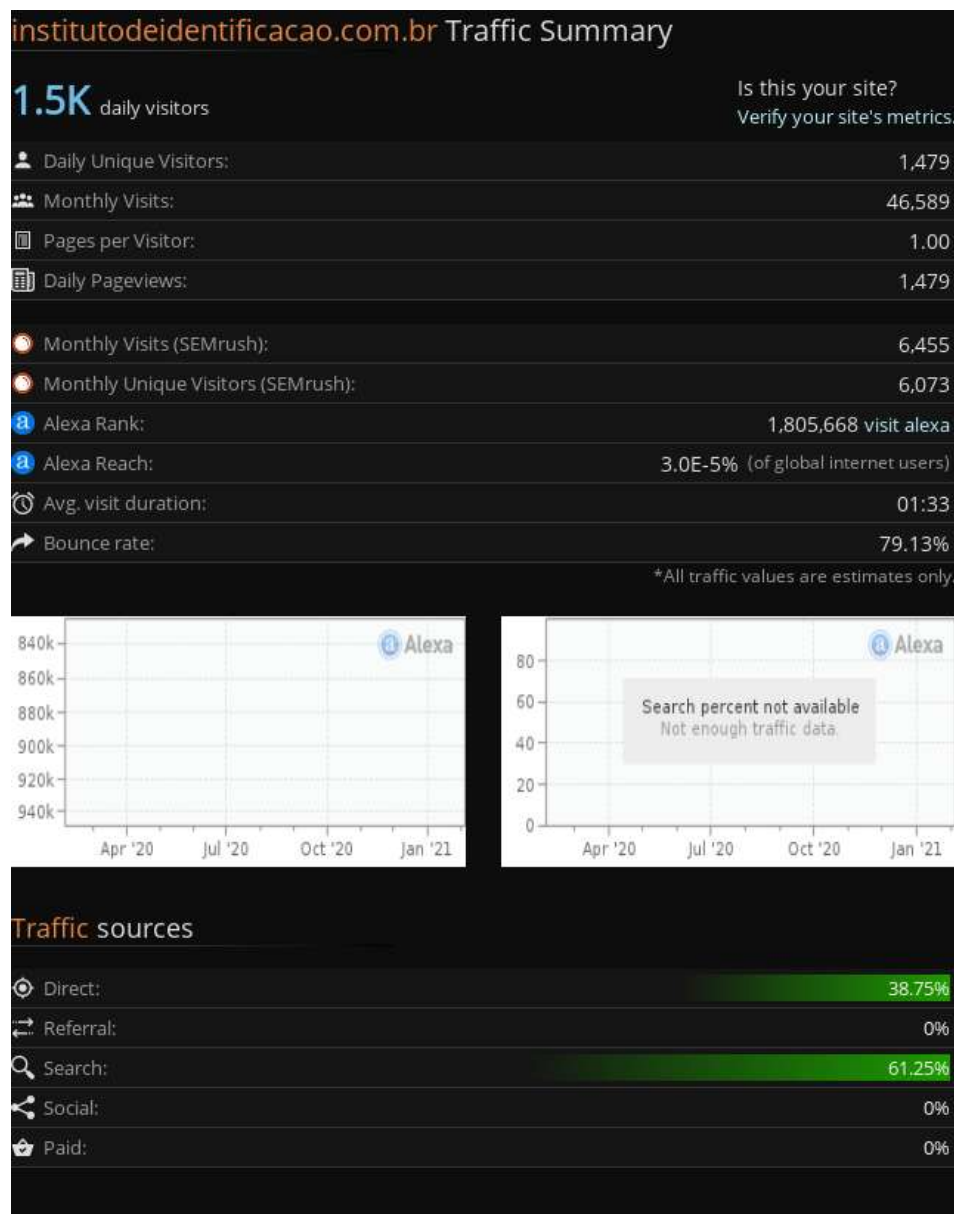 institutodeidentificacao.com.br Traffic Summary
1.5K daily visitors
Is this your site?
Verify your site's metrics.
Daily Unique Visitors: 1,479
Monthly Visits: 46,589
Pages per Visitor: 1.00
Daily Pageviews: 1,479
Monthly Visits (SEMrush): 6,455
Monthly Unique Visitors (SEMrush): 6,073
a Alexa Rank: 1,805,668 visit alexa
a Alexa Reach: 3.0E-5% (of global internet users)
Avg. visit duration: 01:33
Bounce rate: 79.13%
*All traffic values are estimates only.
a Alexa
840k
860k
880k
900k
920k
940k
Apr '20 Jul '20 Oct '20 Jan '21
a Alexa
80
60
40
20
0
Search percent not available
Not enough traffic data.
Apr '20 Jul '20 Oct '20 Jan '21
Traffic sources
Direct: 38.75%
Referral: 0%
Search: 61.25%
Social: 0%
Paid: 0%